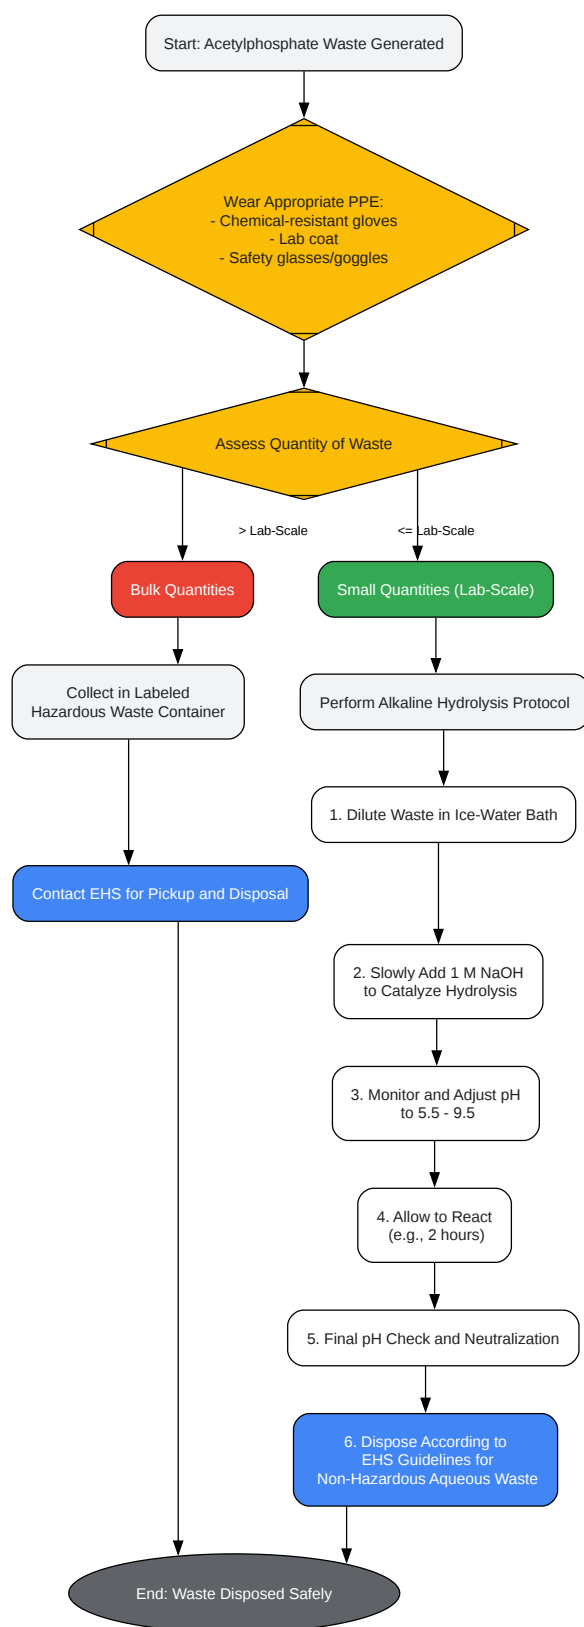 Start: Acetylphosphate Waste Generated
Wear Appropriate PPE:
- Chemical-resistant gloves
- Lab coat
- Safety glasses/goggles
Assess Quantity of Waste
> Lab-Scale
<= Lab-Scale
Bulk Quantities
Small Quantities (Lab-Scale)
Collect in Labeled
Hazardous Waste Container
Perform Alkaline Hydrolysis Protocol
1. Dilute Waste in Ice-Water Bath
Contact EHS for Pickup and Disposal
2. Slowly Add 1 M NaOH
to Catalyze Hydrolysis
3. Monitor and Adjust pH
to 5.5 - 9.5
4. Allow to React
(e.g., 2 hours)
5. Final pH Check and Neutralization
6. Dispose According to
EHS Guidelines for
Non-Hazardous Aqueous Waste
End: Waste Disposed Safely